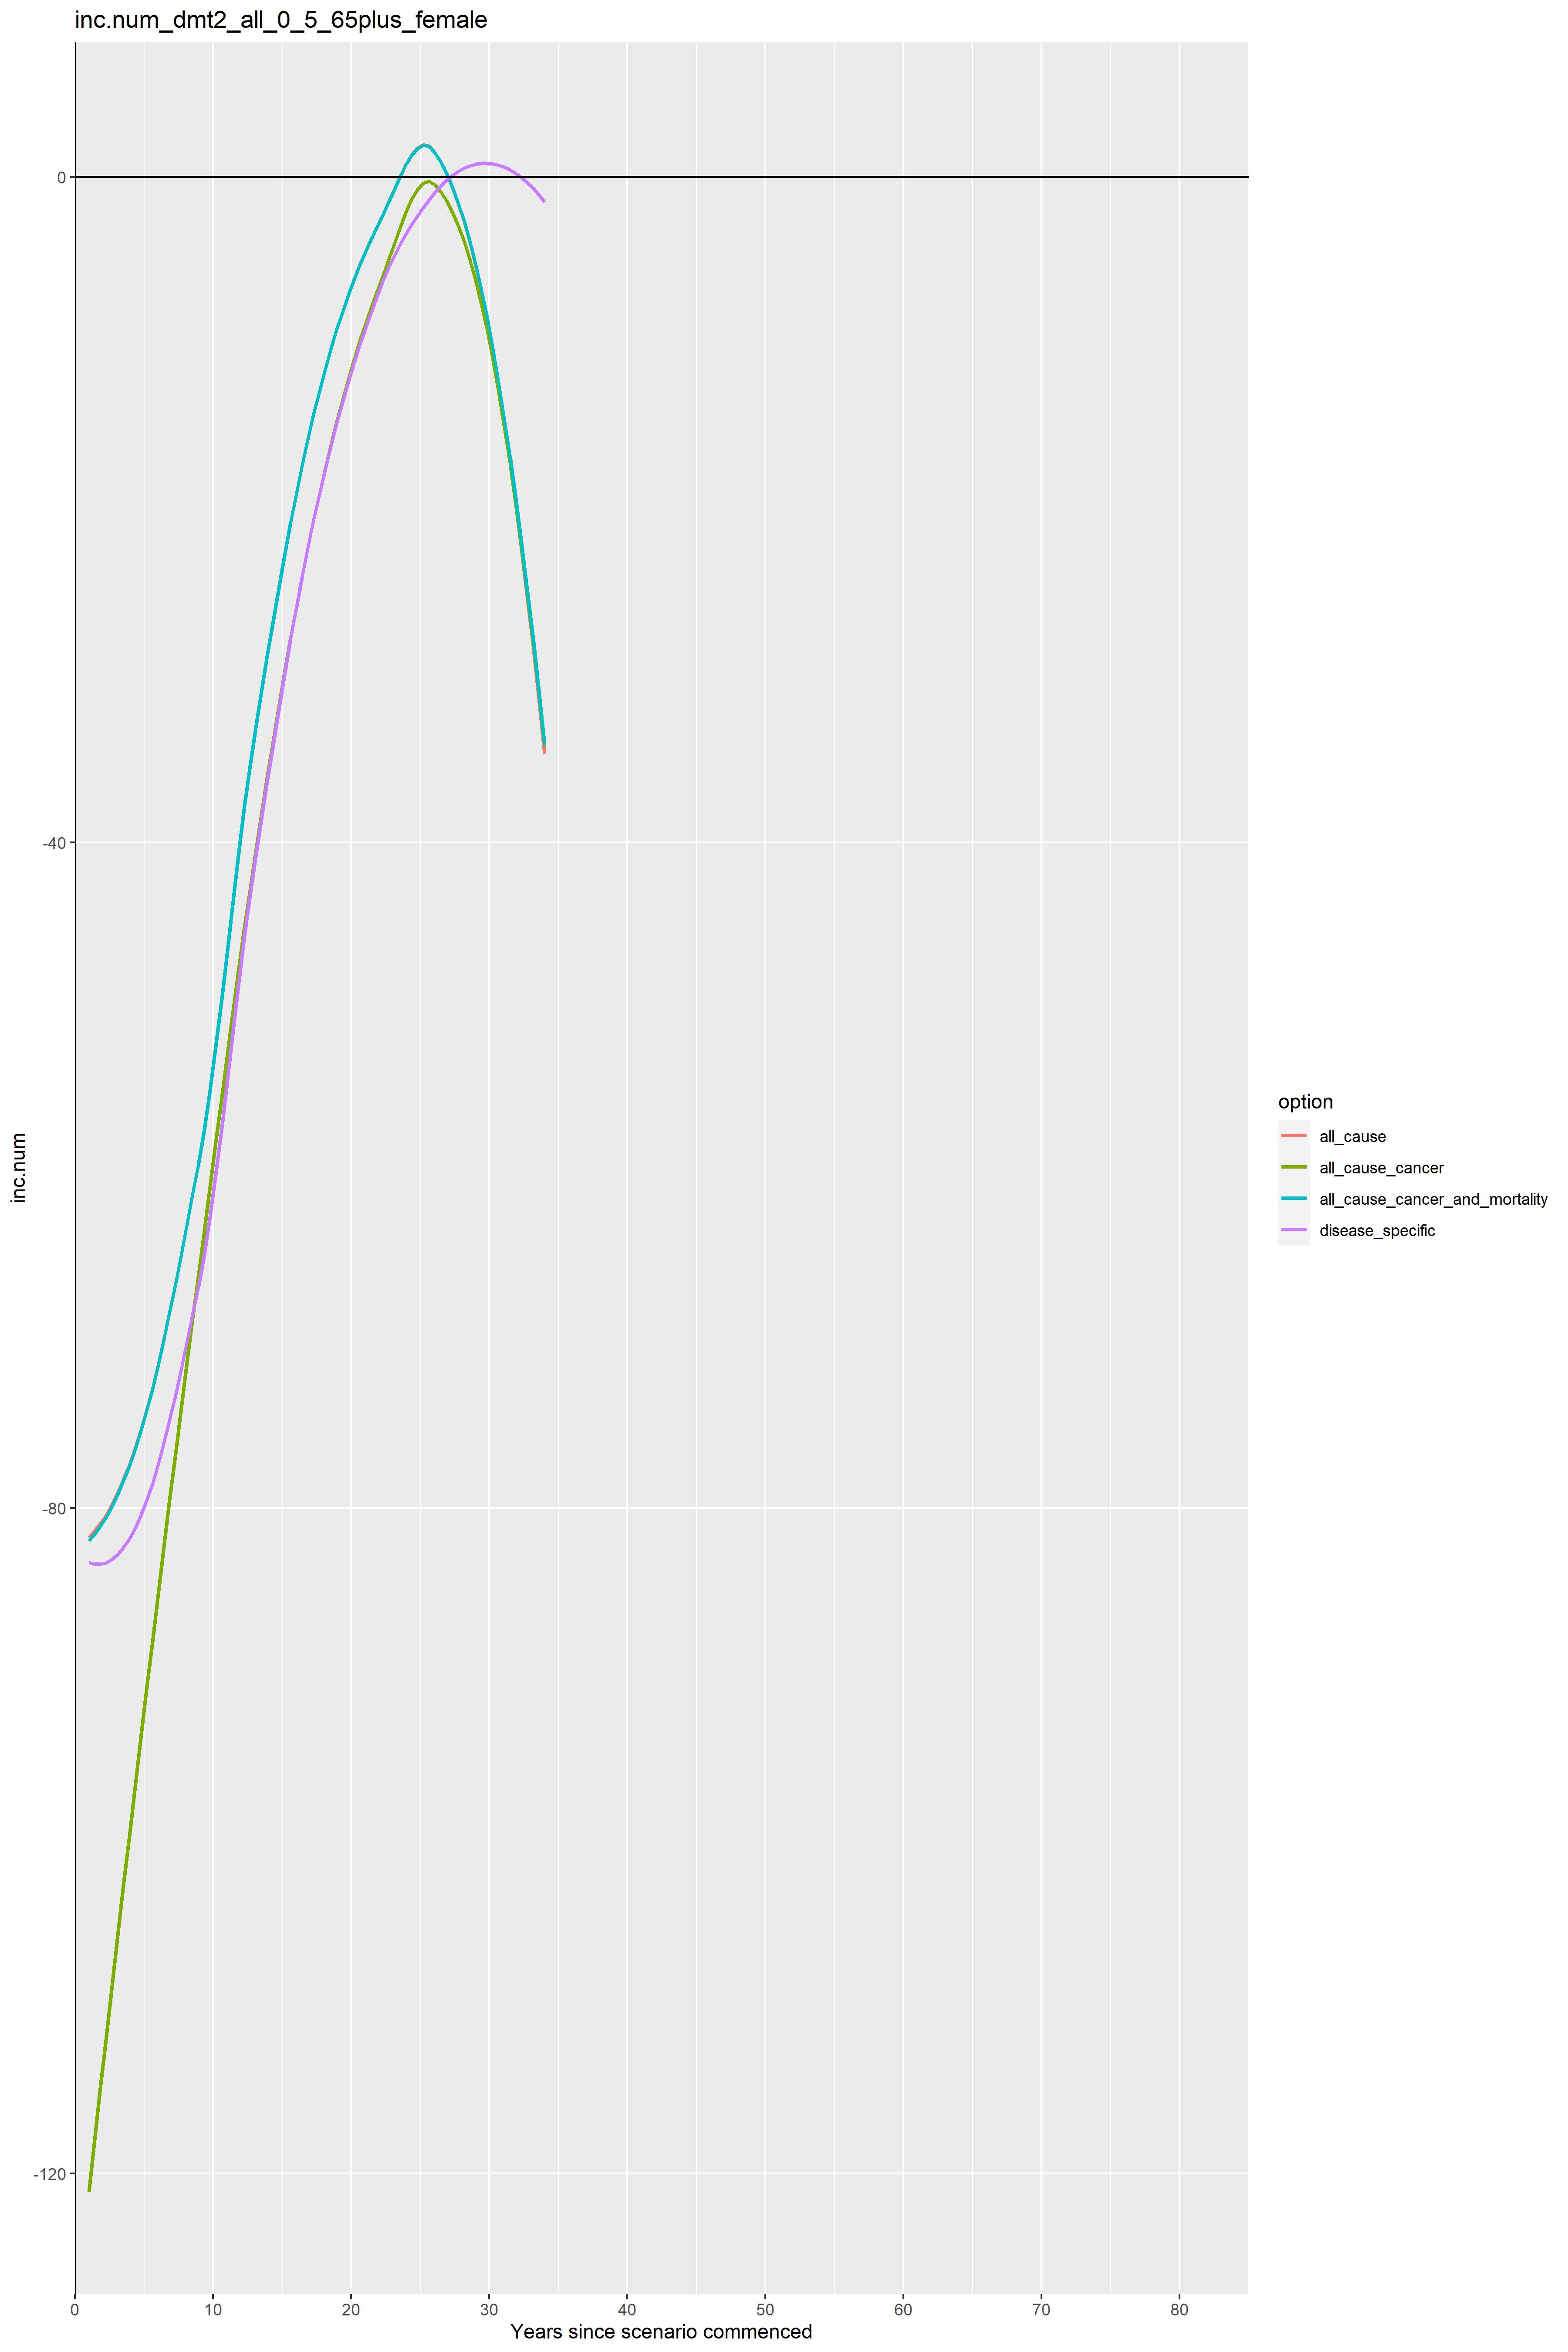 inc.num_dmt2_all_0_5_65plus_female
0
-40
-80
-120
inc.num
0 10 20 30 40 50 60 70 80
Years since scenario commenced
option
all_cause
all_cause_cancer
all_cause_cancer_and_mortality
disease_specific